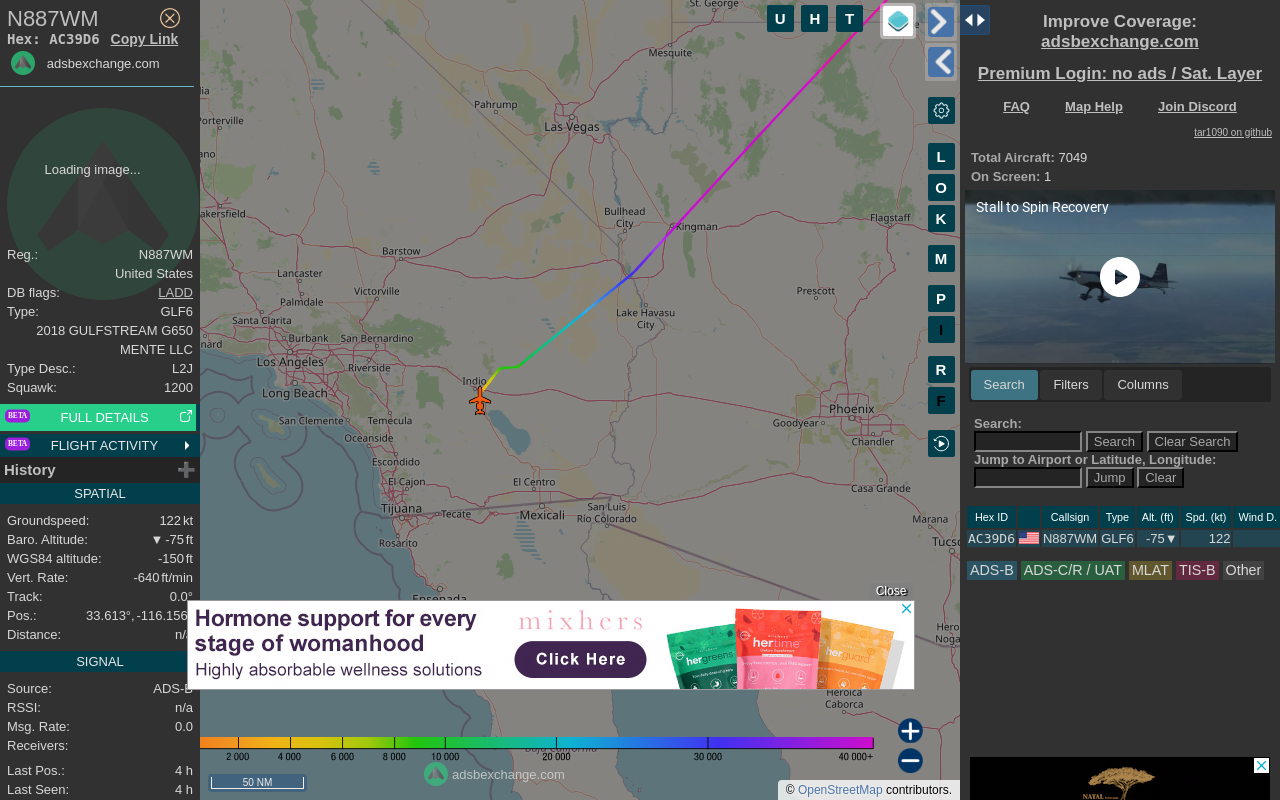 N887WM
Hex: AC39D6 Copy Link
adsbexchange.com
Loading image...
Reg.: N887WM
United States
DB flags: LADD
Type: GLF6
2018 GULFSTREAM G650
MENTE LLC
Type Desc.: L2J
Squawk: 1200
BETA FULL DETAILS
BETA FLIGHT ACTIVITY
History
SPATIAL
Groundspeed: 122 kt
Baro. Altitude: ▼ -75 ft
WGS84 altitude: -150 ft
Vert. Rate: -640 ft/min
Track: 0.0°
Pos.: 33.613°, -116.156
Distance: n/a
SIGNAL
Source: ADS-B
RSSI: n/a
Msg. Rate: 0.0
Receivers:
Last Pos.: 4 h
Last Seen: 4 h
U H T
L
O
K
M
P
I
R
F
St. George
Mesquite
Pahrump
Las Vegas
lia
Porterville
ano
akersfield
Bullhead
City
Kingman
Flagstaff
Barstow
Lancaster
Victorville
Palmdale
Prescott
Lake Havasu
City
Santa Clarita
nard
Burbank
San Bernardino
Los Angeles
Riverside
Long Beach
Indio
San Clemente
Temecula
Oceanside
Phoenix
Goodyear
Chandler
Escondido
El Cajon
El Centro
Casa Grande
Tijuana
Tecate
Mexicali
San Luis
Río Colorado
Marana
Tucso
Rosarito
Ensenada
Hero
Noga
Heroica
Caborca
Baja California
Close
Hormone support for every
stage of womanhood
Highly absorbable wellness solutions
mixhers
Click Here
hergreens
hertime
herguard
2 000 4 000 6 000 8 000 10 000 20 000 30 000 40 000+
50 NM
adsbexchange.com
© OpenStreetMap contributors.
Improve Coverage:
adsbexchange.com
Premium Login: no ads / Sat. Layer
FAQ Map Help Join Discord
tar1090 on github
Total Aircraft: 7049
On Screen: 1
Stall to Spin Recovery
Search Filters Columns
Search:
Search Clear Search
Jump to Airport or Latitude, Longitude:
Jump Clear
Hex ID Callsign Type Alt. (ft) Spd. (kt) Wind D.
AC39D6 N887WM GLF6 -75▼ 122
ADS-B ADS-C/R / UAT MLAT TIS-B Other
NATAL